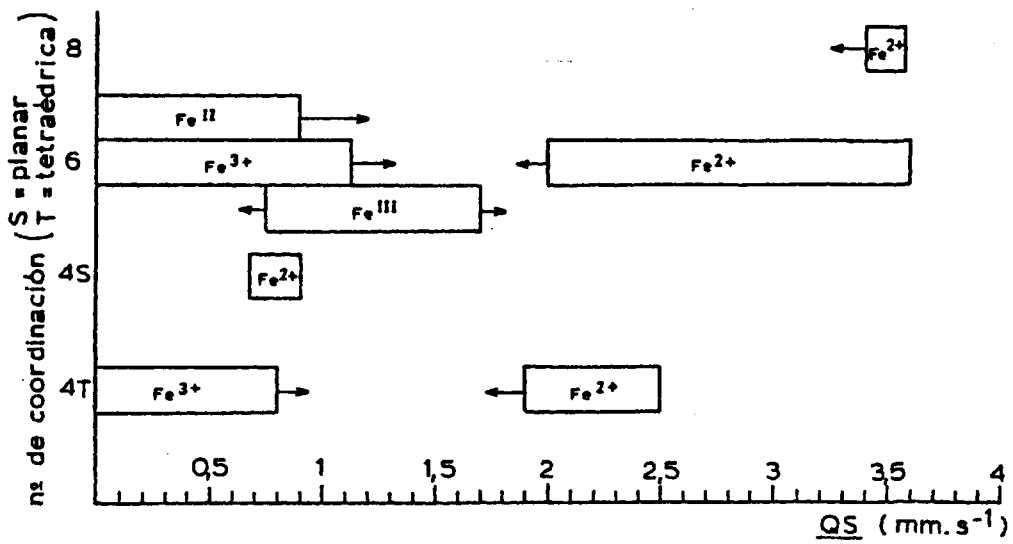 nº de coordinación (S = planar
T = tetraédrica)
8
Fe2+
Fe II
6
Fe3+
Fe2+
Fe III
4S
Fe2+
4T
Fe3+
Fe2+
0,5 1 1,5 2 2,5 3 3,5 4
QS (mm.s-1)